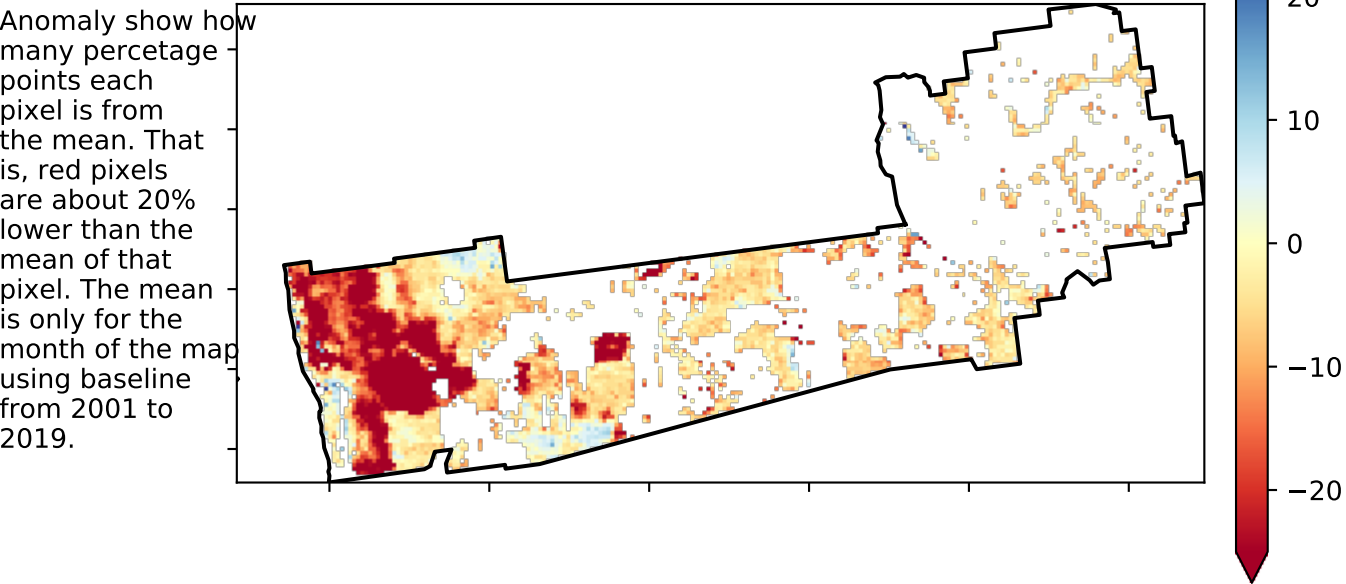 Anomaly show how
many percetage
points each
pixel is from
the mean. That
is, red pixels
are about 20%
lower than the
mean of that
pixel. The mean
is only for the
month of the map
using baseline
from 2001 to
2019.
20
10
0
−10
−20